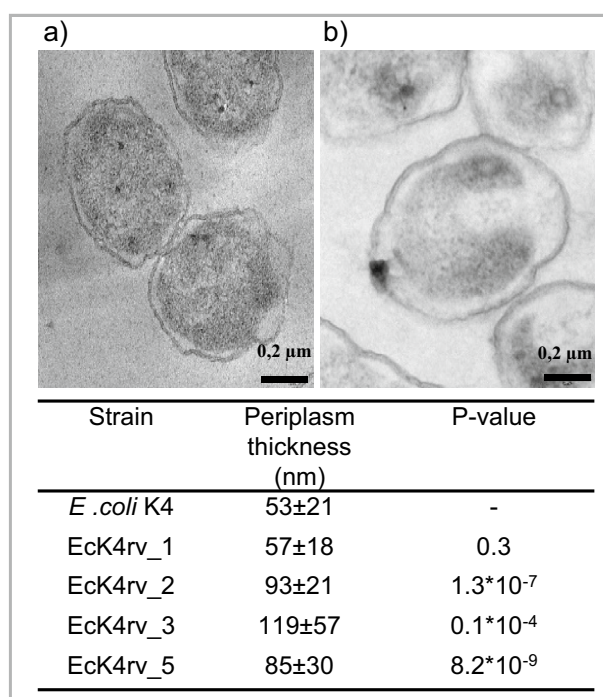 a) b)
0,2 µm 0,2 µm
Strain Periplasm thickness (nm) P-value
E .coli K4 53±21 -
EcK4rv_1 57±18 0.3
EcK4rv_2 93±21 1.3*10-7
EcK4rv_3 119±57 0.1*10-4
EcK4rv_5 85±30 8.2*10-9